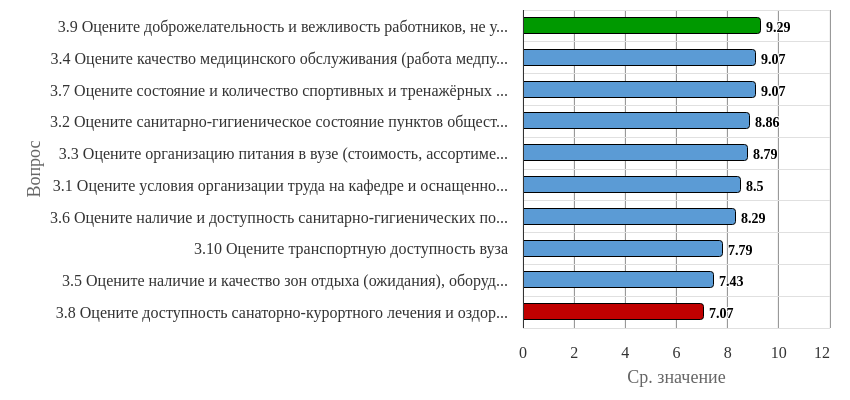 3.9 Оцените доброжелательность и вежливость работников, не у... 9.29
3.4 Оцените качество медицинского обслуживания (работа медпу... 9.07
3.7 Оцените состояние и количество спортивных и тренажёрных ... 9.07
3.2 Оцените санитарно-гигиеническое состояние пунктов общест... 8.86
3.3 Оцените организацию питания в вузе (стоимость, ассортиме... 8.79
3.1 Оцените условия организации труда на кафедре и оснащенно... 8.5
3.6 Оцените наличие и доступность санитарно-гигиенических по... 8.29
3.10 Оцените транспортную доступность вуза 7.79
3.5 Оцените наличие и качество зон отдыха (ожидания), оборуд... 7.43
3.8 Оцените доступность санаторно-курортного лечения и оздор... 7.07
Вопрос
0 2 4 6 8 10 12
Ср. значение